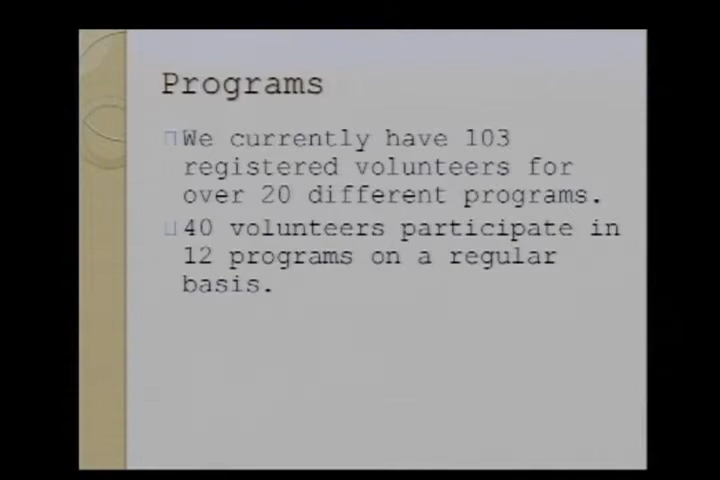 Programs
We currently have 103
registered volunteers for
over 20 different programs.
40 volunteers participate in
12 programs on a regular
basis.